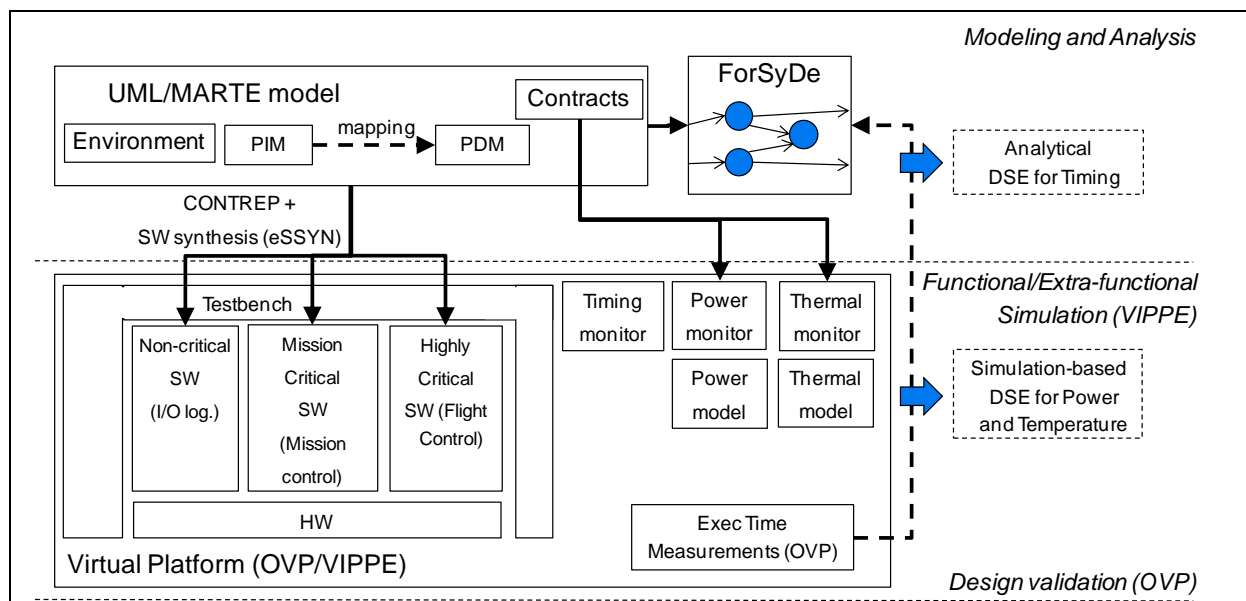 Modeling and Analysis
UML/MARTE model
Contracts
ForSyDe
Environment
PIM
mapping
PDM
Analytical
DSE for Timing
CONTREP +
SW synthesis (eSSYN)
Functional/Extra-functional
Simulation (VIPPE)
Testbench
Non-critical
SW
(I/O log.)
Mission
Critical
SW
(Mission
control)
Highly
Critical
SW (Flight
Control)
HW
Timing
monitor
Power
monitor
Thermal
monitor
Power
model
Thermal
model
Simulation-based
DSE for Power
and Temperature
Exec Time
Measurements (OVP)
Virtual Platform (OVP/VIPPE)
Design validation (OVP)